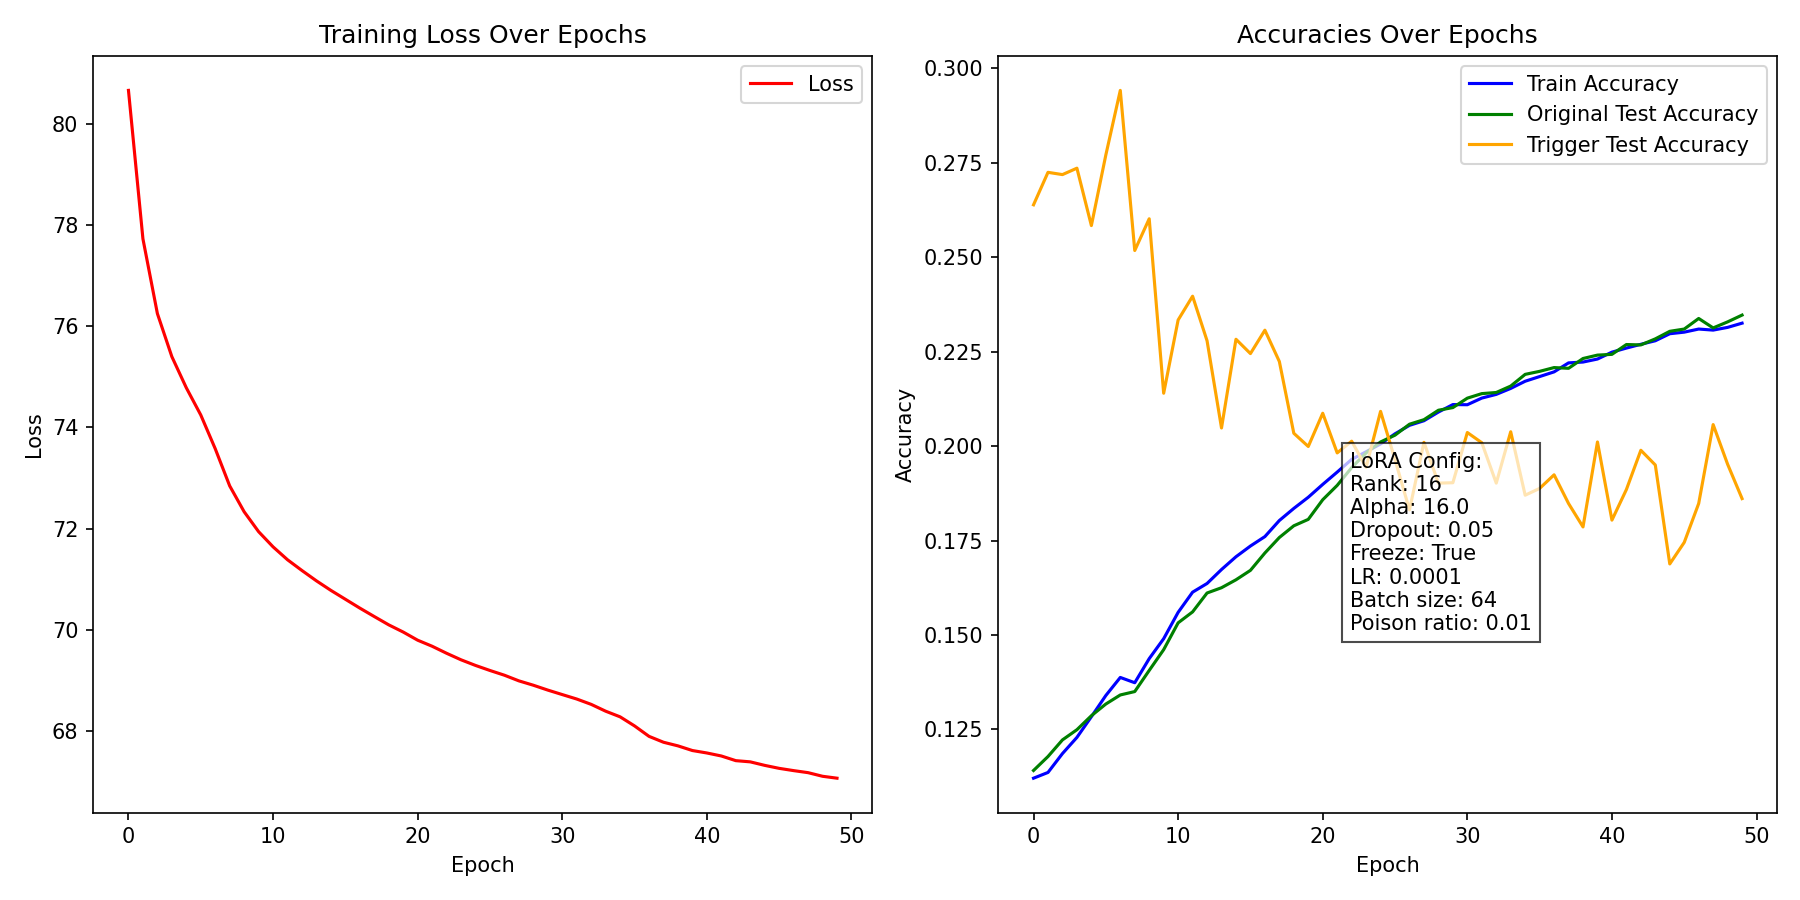 Training Loss Over Epochs
Loss
80
78
76
74
72
70
68
Loss
0
10
20
30
40
50
Epoch
Accuracies Over Epochs
Train Accuracy
Original Test Accuracy
Trigger Test Accuracy
0.300
0.275
0.250
0.225
0.200
0.175
0.150
0.125
Accuracy
LoRA Config:
Rank: 16
Alpha: 16.0
Dropout: 0.05
Freeze: True
LR: 0.0001
Batch size: 64
Poison ratio: 0.01
0
10
20
30
40
50
Epoch